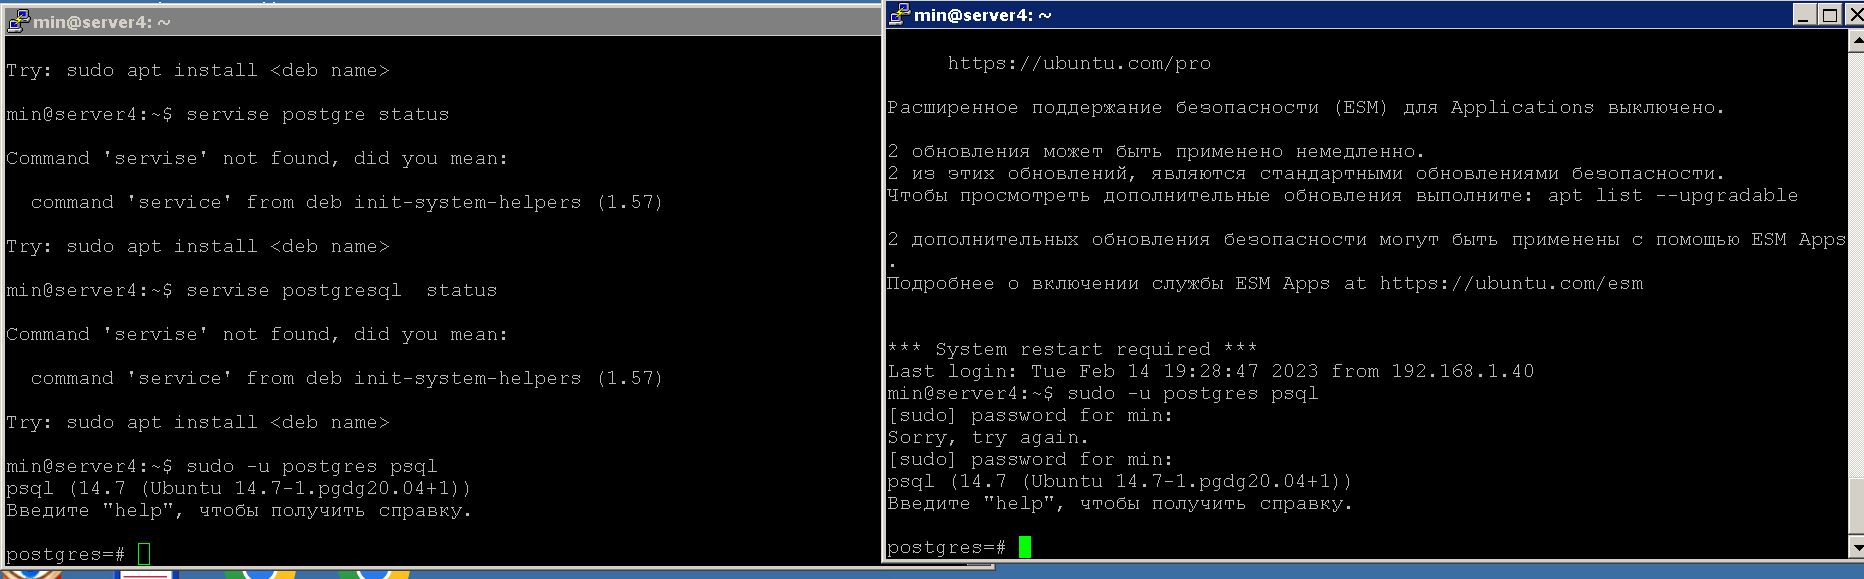 min@server4: ~
Try: sudo apt install <deb name>
min@server4:~$ servise postgre status
Command 'servise' not found, did you mean:
command 'service' from deb init-system-helpers (1.57)
Try: sudo apt install <deb name>
min@server4:~$ servise postgresql  status
Command 'servise' not found, did you mean:
command 'service' from deb init-system-helpers (1.57)
Try: sudo apt install <deb name>
min@server4:~$ sudo -u postgres psql
psql (14.7 (Ubuntu 14.7-1.pgdg20.04+1))
Введите "help", чтобы получить справку.
postgres=#
min@server4: ~
https://ubuntu.com/pro
Расширенное поддержание безопасности (ESM) для Applications выключено.
2 обновления может быть применено немедленно.
2 из этих обновлений, являются стандартными обновлениями безопасности.
Чтобы просмотреть дополнительные обновления выполните: apt list --upgradable
2 дополнительных обновления безопасности могут быть применены с помощью ESM Apps
.
Подробнее о включении службы ESM Apps at https://ubuntu.com/esm
*** System restart required ***
Last login: Tue Feb 14 19:28:47 2023 from 192.168.1.40
min@server4:~$ sudo -u postgres psql
[sudo] password for min:
Sorry, try again.
[sudo] password for min:
psql (14.7 (Ubuntu 14.7-1.pgdg20.04+1))
Введите "help", чтобы получить справку.
postgres=#